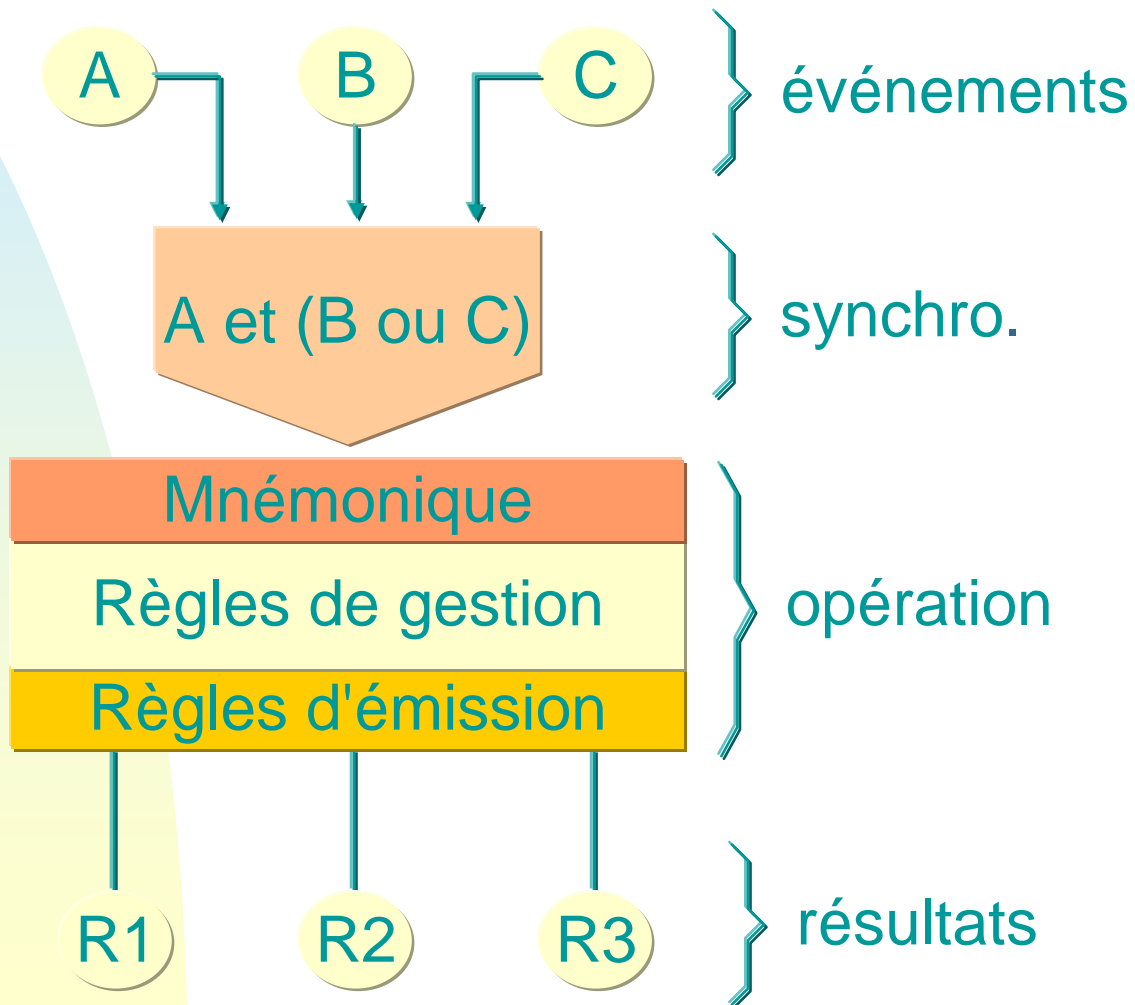 A
B
C
événements
A et (B ou C)
synchro.
Mnémonique
Règles de gestion
opération
Règles d'émission
R1
R2
R3
résultats